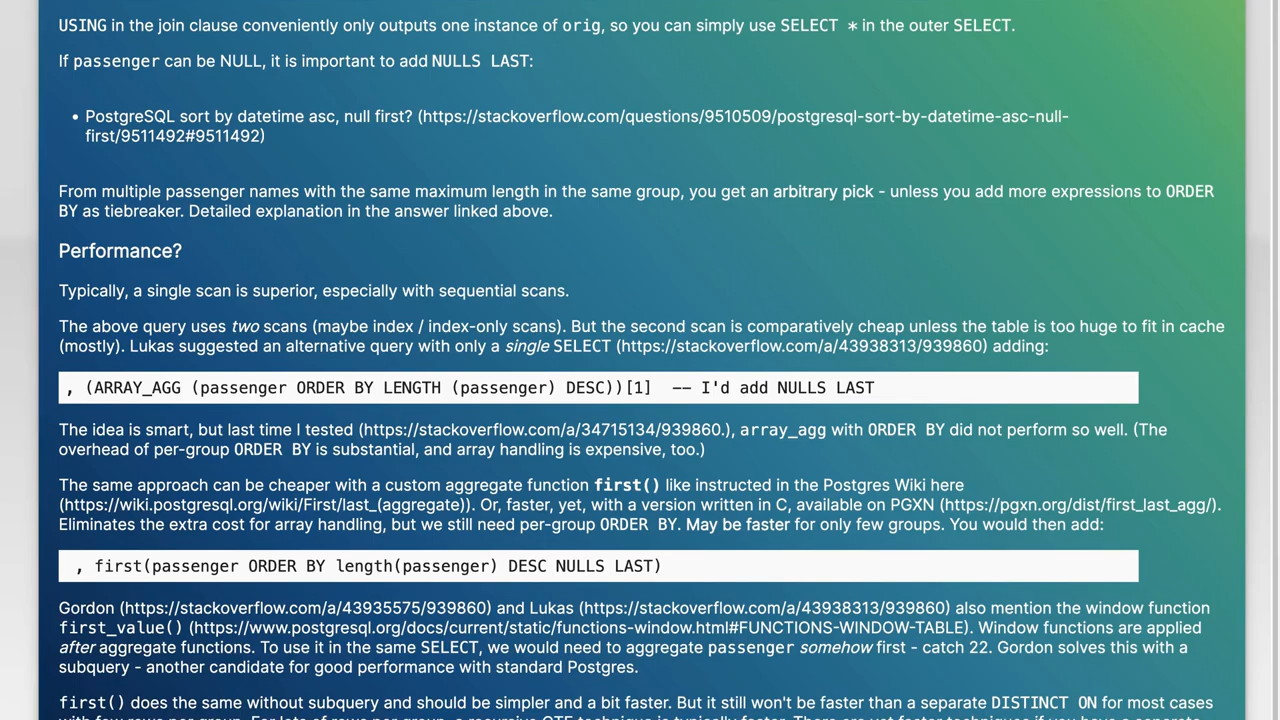 USING in the join clause conveniently only outputs one instance of orig, so you can simply use SELECT * in the outer SELECT.
If passenger can be NULL, it is important to add NULLS LAST:
• PostgreSQL sort by datetime asc, null first? (https://stackoverflow.com/questions/9510509/postgresql-sort-by-datetime-asc-null-
first/9511492#9511492)
From multiple passenger names with the same maximum length in the same group, you get an arbitrary pick - unless you add more expressions to ORDER
BY as tiebreaker. Detailed explanation in the answer linked above.
Performance?
Typically, a single scan is superior, especially with sequential scans.
The above query uses two scans (maybe index / index-only scans). But the second scan is comparatively cheap unless the table is too huge to fit in cache
(mostly). Lukas suggested an alternative query with only a single SELECT (https://stackoverflow.com/a/43938313/939860) adding:
, (ARRAY_AGG (passenger ORDER BY LENGTH (passenger) DESC))[1]  -- I'd add NULLS LAST
The idea is smart, but last time I tested (https://stackoverflow.com/a/34715134/939860.), array_agg with ORDER BY did not perform so well. (The
overhead of per-group ORDER BY is substantial, and array handling is expensive, too.)
The same approach can be cheaper with a custom aggregate function first() like instructed in the Postgres Wiki here
(https://wiki.postgresql.org/wiki/First/last_(aggregate)). Or, faster, yet, with a version written in C, available on PGXN (https://pgxn.org/dist/first_last_agg/).
Eliminates the extra cost for array handling, but we still need per-group ORDER BY. May be faster for only few groups. You would then add:
, first(passenger ORDER BY length(passenger) DESC NULLS LAST)
Gordon (https://stackoverflow.com/a/43935575/939860) and Lukas (https://stackoverflow.com/a/43938313/939860) also mention the window function
first_value() (https://www.postgresql.org/docs/current/static/functions-window.html#FUNCTIONS-WINDOW-TABLE). Window functions are applied
after aggregate functions. To use it in the same SELECT, we would need to aggregate passenger somehow first - catch 22. Gordon solves this with a
subquery - another candidate for good performance with standard Postgres.
first() does the same without subquery and should be simpler and a bit faster. But it still won't be faster than a separate DISTINCT ON for most cases